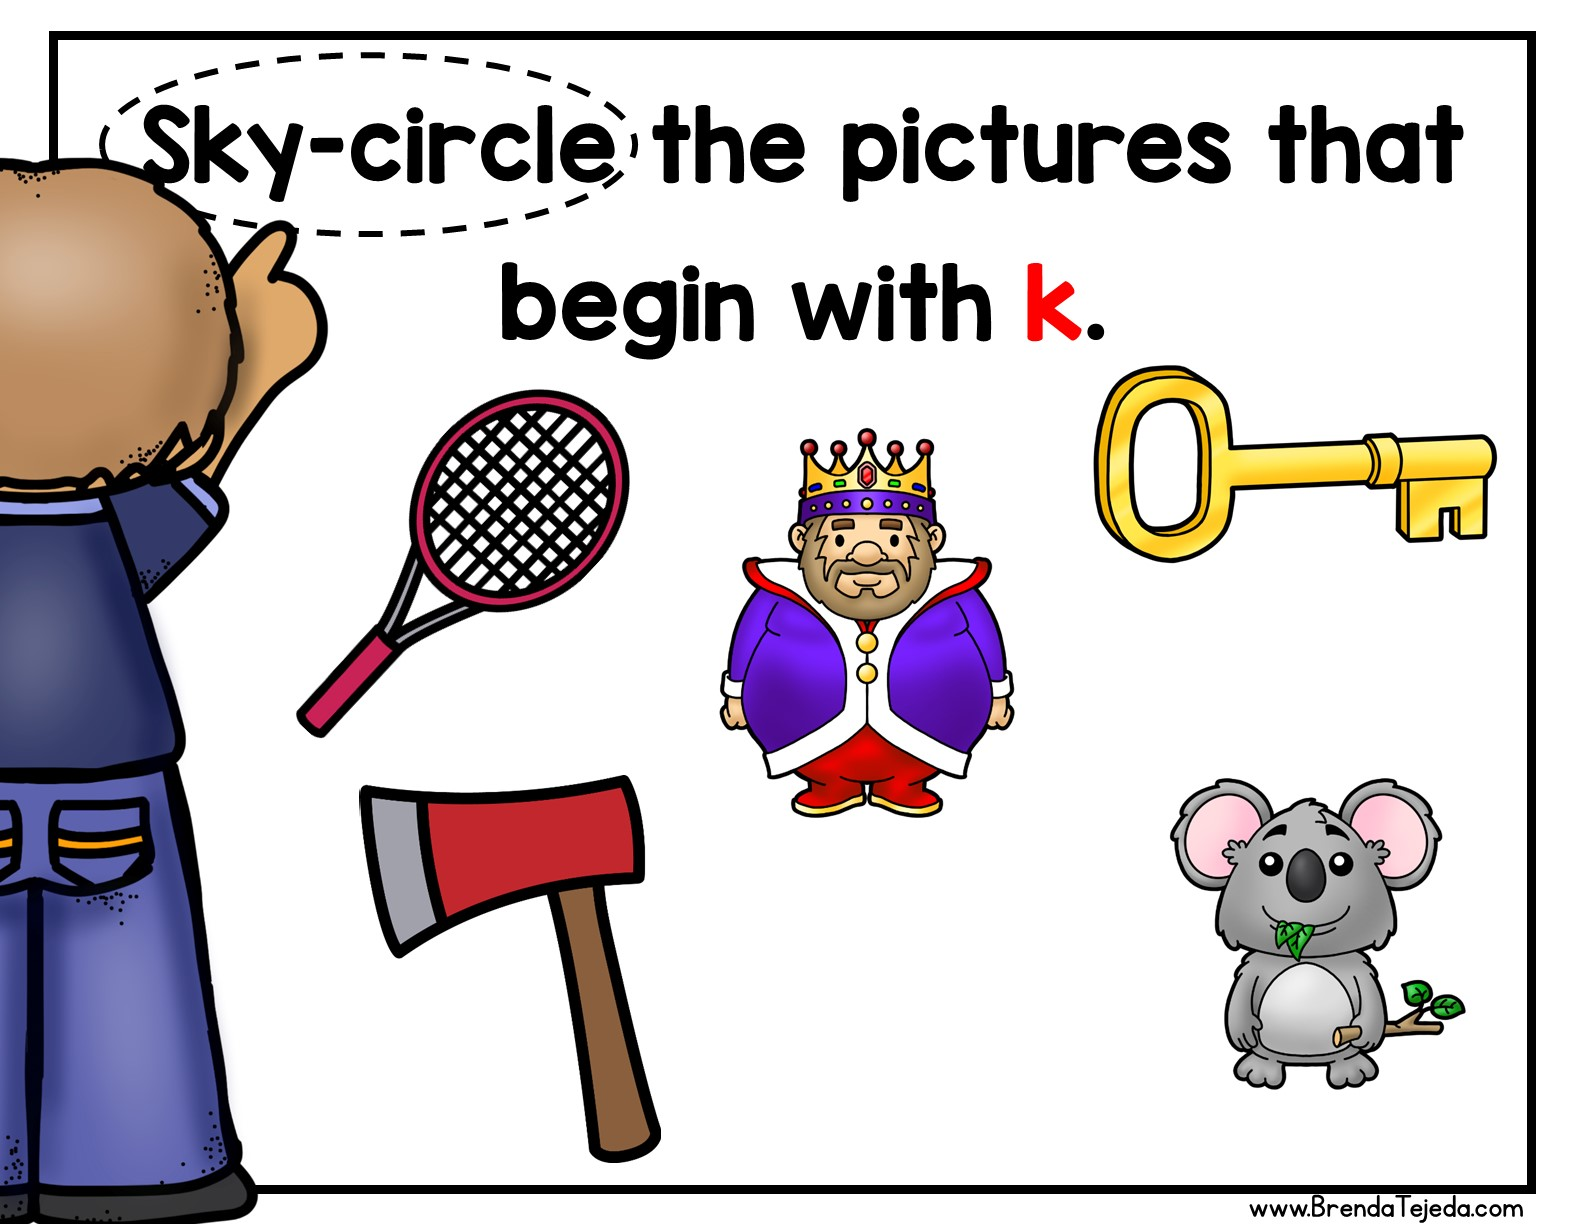 Sky-circle the pictures that
begin with k.
www.BrendaTejeda.com